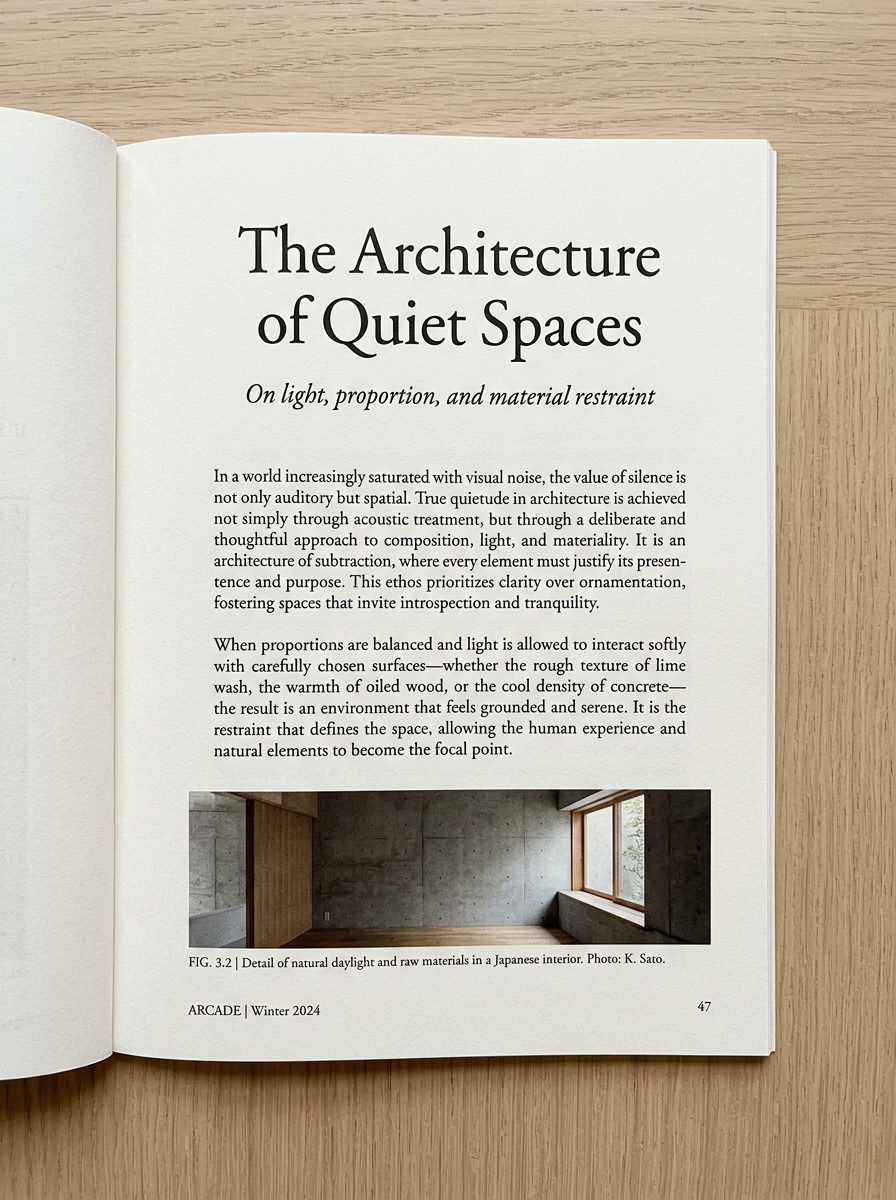 The Architecture
of Quiet Spaces
On light, proportion, and material restraint
In a world increasingly saturated with visual noise, the value of silence is
not only auditory but spatial. True quietude in architecture is achieved
not simply through acoustic treatment, but through a deliberate and
thoughtful approach to composition, light, and materiality. It is an
architecture of subtraction, where every element must justify its presen-
tence and purpose. This ethos prioritizes clarity over ornamentation,
fostering spaces that invite introspection and tranquility.
When proportions are balanced and light is allowed to interact softly
with carefully chosen surfaces—whether the rough texture of lime
wash, the warmth of oiled wood, or the cool density of concrete—
the result is an environment that feels grounded and serene. It is the
restraint that defines the space, allowing the human experience and
natural elements to become the focal point.
FIG. 3.2 | Detail of natural daylight and raw materials in a Japanese interior. Photo: K. Sato.
ARCADE | Winter 2024
47